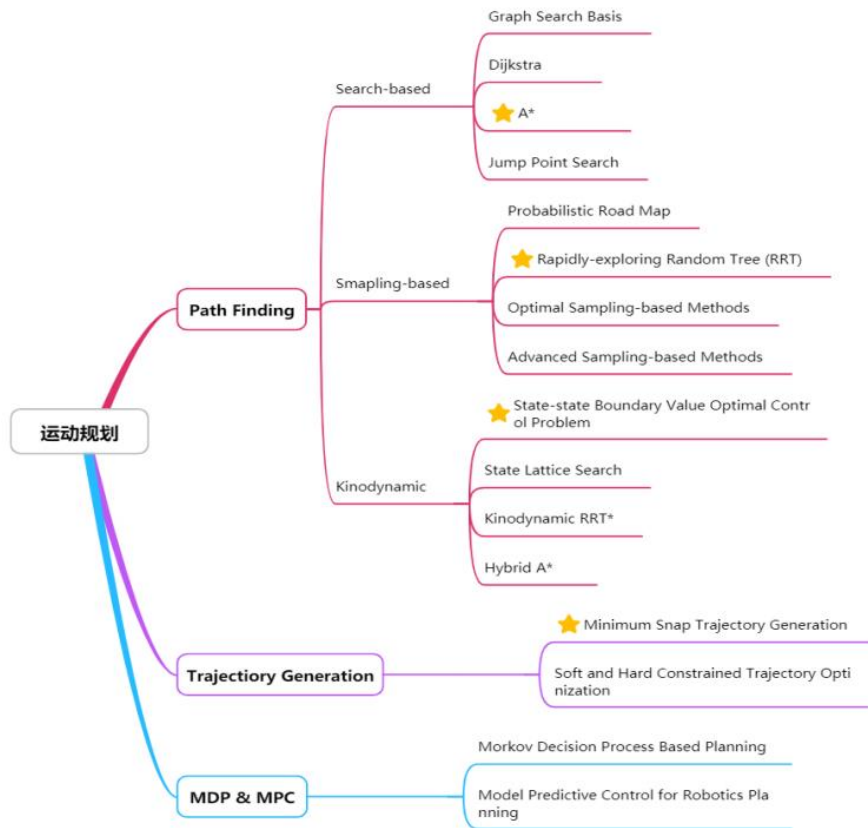 运动规划
Path Finding
Search-based
Graph Search Basis
Dijkstra
A*
Jump Point Search
Smapling-based
Probabilistic Road Map
Rapidly-exploring Random Tree (RRT)
Optimal Sampling-based Methods
Advanced Sampling-based Methods
Kinodynamic
State-state Boundary Value Optimal Contr
ol Problem
State Lattice Search
Kinodynamic RRT*
Hybrid A*
Trajectiory Generation
Minimum Snap Trajectory Generation
Soft and Hard Constrained Trajectory Opti
nization
MDP & MPC
Morkov Decision Process Based Planning
Model Predictive Control for Robotics Pla
nning